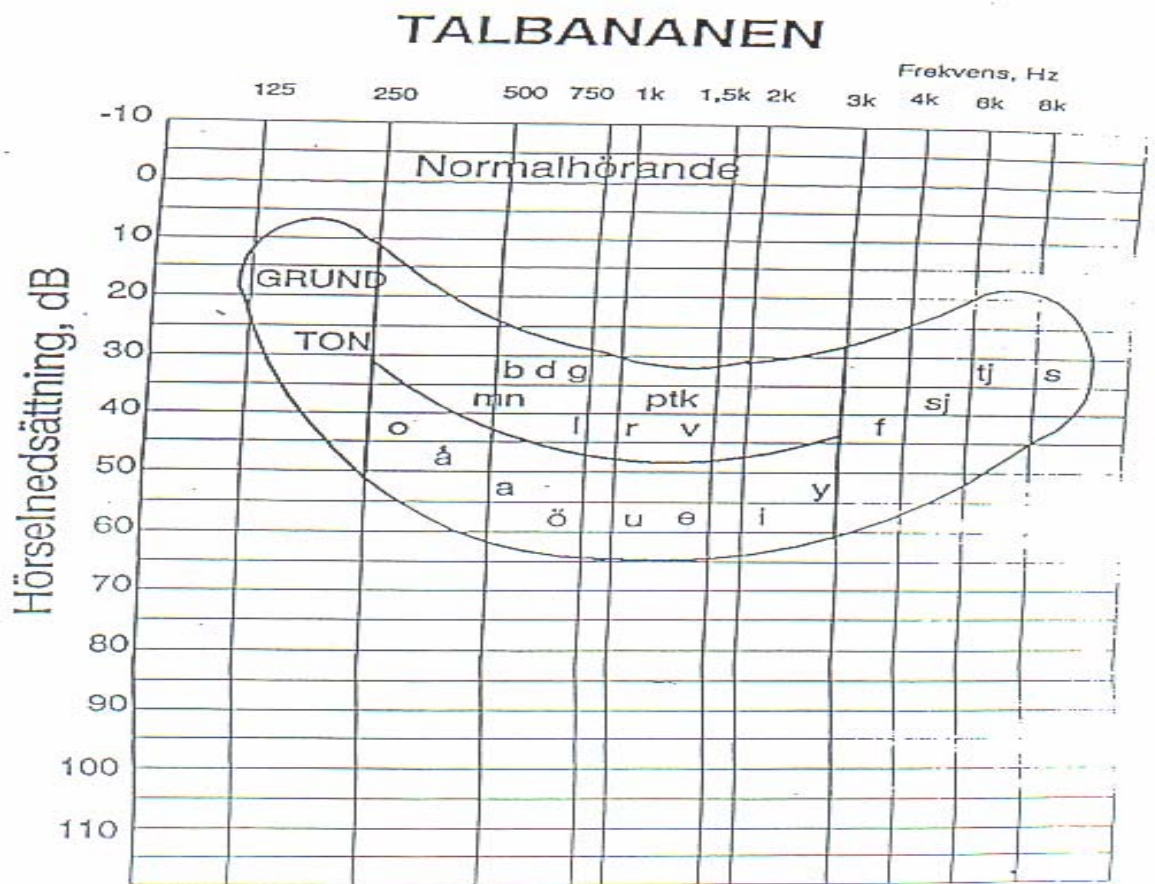 TALBANANEN
Frekvens, Hz
125 250 500 750 1k 1,5k 2k 3k 4k 6k 8k
-10
Normalhörande
0
10
GRUND
20
TON
30
b d g tj s
mn ptk sj
40
o l r v f
å
50
a y
ö u e i
60
70
80
90
100
110
Hörselnedsättning, dB